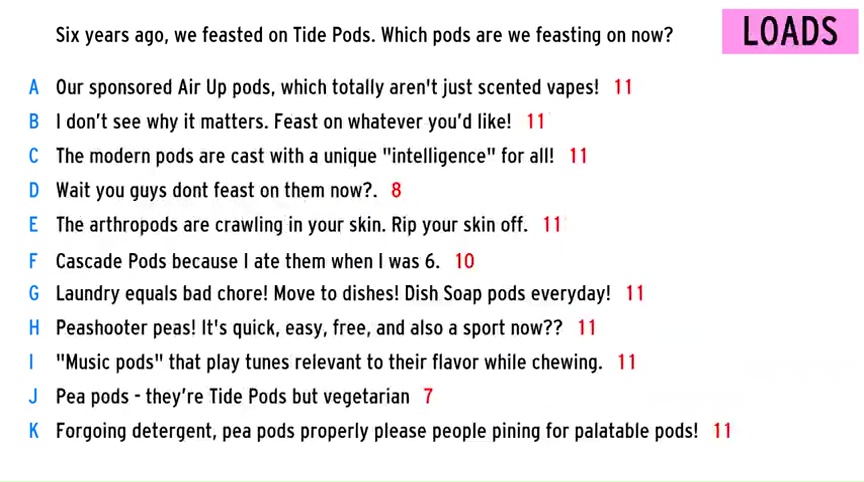 Six years ago, we feasted on Tide Pods. Which pods are we feasting on now?
LOADS
A Our sponsored Air Up pods, which totally aren't just scented vapes! 11
B I don't see why it matters. Feast on whatever you'd like! 11
C The modern pods are cast with a unique "intelligence" for all! 11
D Wait you guys dont feast on them now?. 8
E The arthropods are crawling in your skin. Rip your skin off. 11
F Cascade Pods because I ate them when I was 6. 10
G Laundry equals bad chore! Move to dishes! Dish Soap pods everyday! 11
H Peashooter peas! It's quick, easy, free, and also a sport now?? 11
I "Music pods" that play tunes relevant to their flavor while chewing. 11
J Pea pods - they're Tide Pods but vegetarian 7
K Forgoing detergent, pea pods properly please people pining for palatable pods! 11